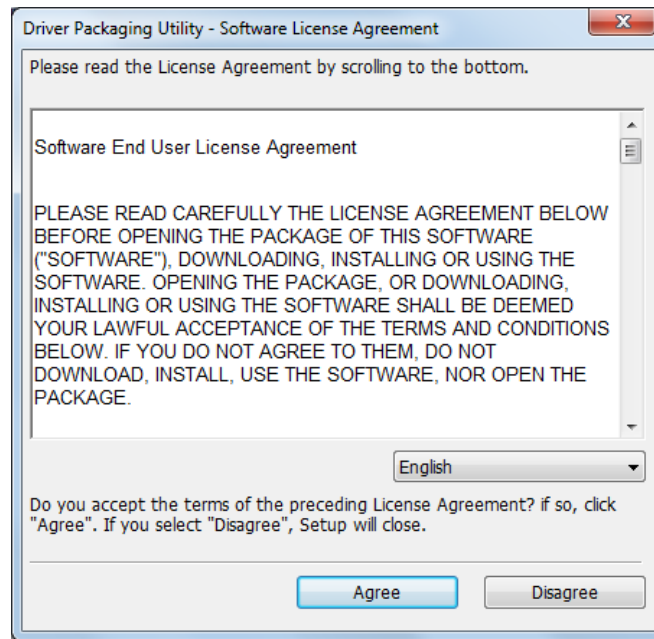 Driver Packaging Utility - Software License Agreement
Please read the License Agreement by scrolling to the bottom.
Software End User License Agreement
PLEASE READ CAREFULLY THE LICENSE AGREEMENT BELOW
BEFORE OPENING THE PACKAGE OF THIS SOFTWARE
("SOFTWARE"), DOWNLOADING, INSTALLING OR USING THE
SOFTWARE. OPENING THE PACKAGE, OR DOWNLOADING,
INSTALLING OR USING THE SOFTWARE SHALL BE DEEMED
YOUR LAWFUL ACCEPTANCE OF THE TERMS AND CONDITIONS
BELOW. IF YOU DO NOT AGREE TO THEM, DO NOT
DOWNLOAD, INSTALL, USE THE SOFTWARE, NOR OPEN THE
PACKAGE.
English
Do you accept the terms of the preceding License Agreement? if so, click
"Agree". If you select "Disagree", Setup will close.
Agree
Disagree